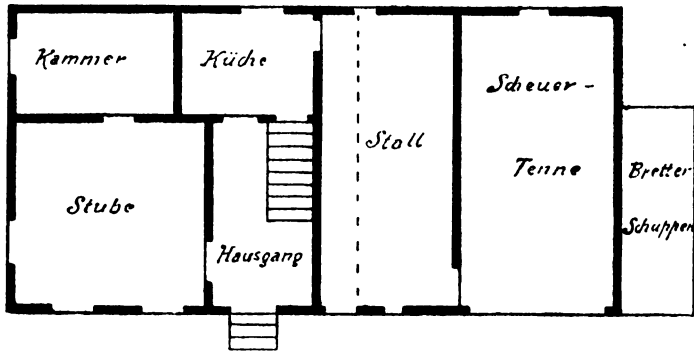 Kammer
Küche
Scheuer-
Stall
Tenne
Bretter
Stube
Schuppen
Hausgang